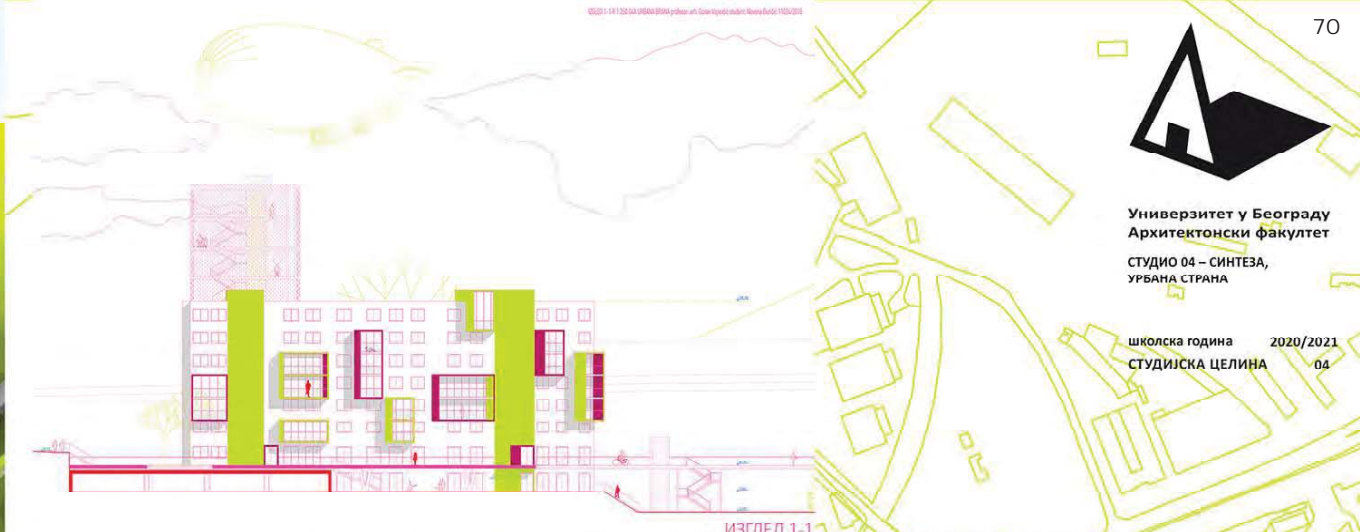 70
Универзитет у Београду
Архитектонски факултет
СТУДИО 04 – СИНТЕЗА,
УРБАНА СТРАНА
школска година 2020/2021
СТУДИЈСКА ЦЕЛИНА 04
ИЗГЛЕД 1-1